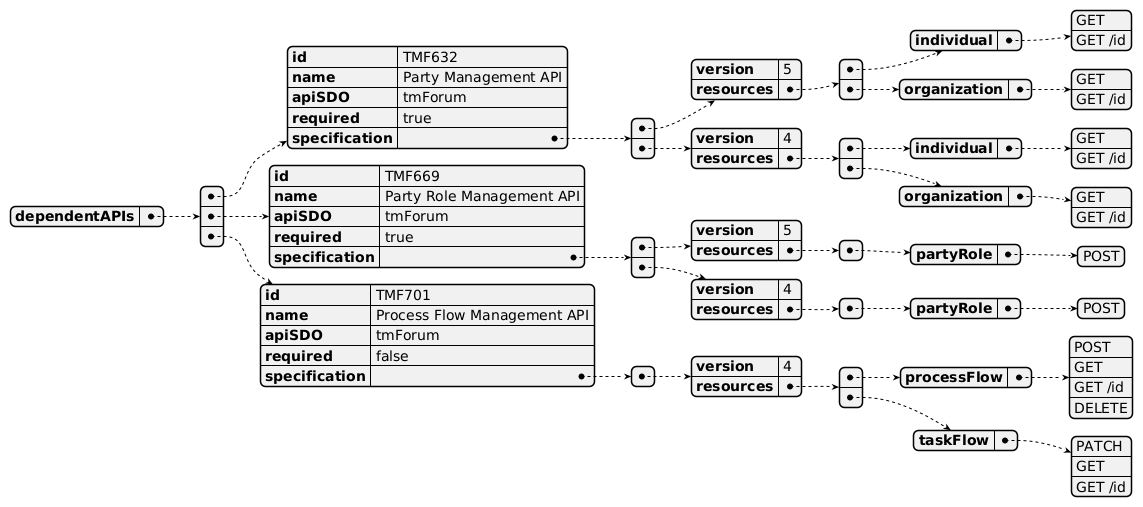 dependentAPIs
id TMF632
name Party Management API
apiSDO tmForum
required true
specification
version 5
resources
individual
GET
GET /id
organization
GET
GET /id
version 4
resources
individual
GET
GET /id
organization
GET
GET /id
id TMF669
name Party Role Management API
apiSDO tmForum
required true
specification
version 5
resources
partyRole
POST
version 4
resources
partyRole
POST
id TMF701
name Process Flow Management API
apiSDO tmForum
required false
specification
version 4
resources
processFlow
POST
GET
GET /id
DELETE
taskFlow
PATCH
GET
GET /id